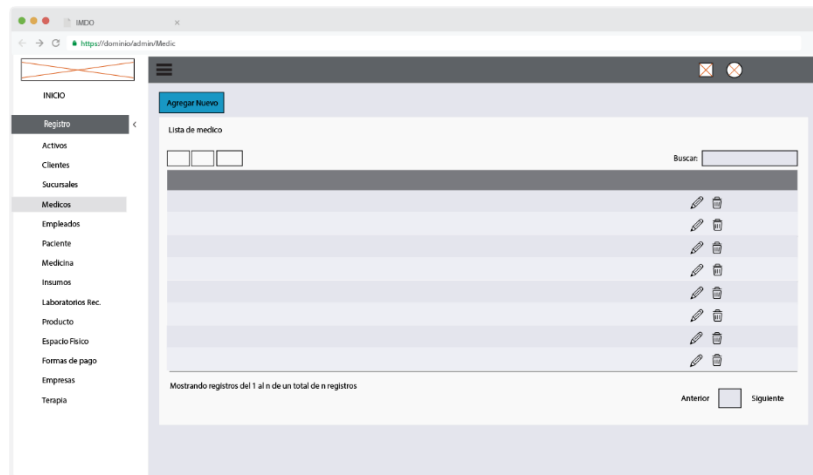 IMDO
https://dominio/admin/Medic
INICIO
Registro
Activos
Clientes
Sucursales
Medicos
Empleados
Paciente
Medicina
Insumos
Laboratorios Rec.
Producto
Espacio Fisico
Formas de pago
Empresas
Terapia
Agregar Nuevo
Lista de medico
Buscar:
Mostrando registros del 1 al n de un total de n registros
Anterior Siguiente